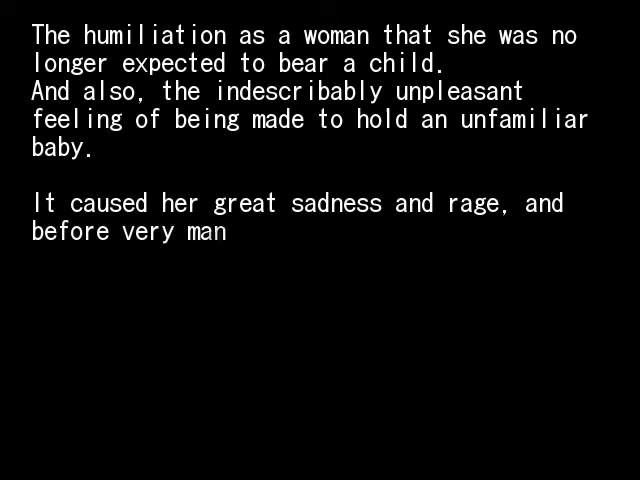 The humiliation as a woman that she was no
longer expected to bear a child.
And also, the indescribably unpleasant
feeling of being made to hold an unfamiliar
baby.
It caused her great sadness and rage, and
before very man